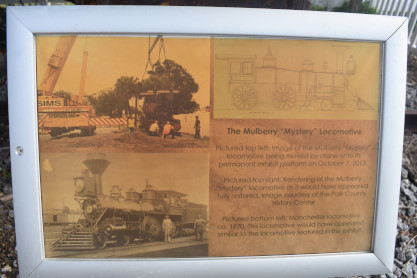 SIMS
The Mulberry "Mystery" Locomotive
Pictured top left: Image of the Mulberry "Mystery"
locomotive being moved by crane onto its
permanent exhibit platform on October 7, 2013.
Pictured top right: Rendering of the Mulberry
"Mystery" locomotive as it would have appeared
fully restored. Image courtesy of the Polk County
History Center
Pictured bottom left: Manchester locomotive
ca. 1870. The locomotive would have appeared
similar to the locomotive featured in this exhibit.